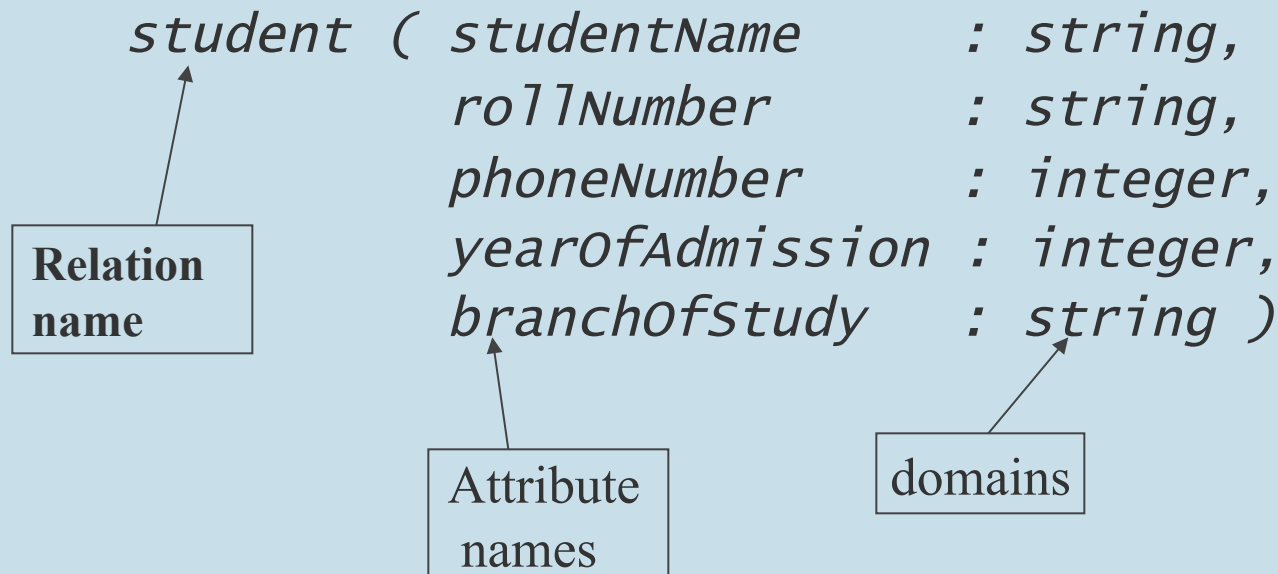 student ( studentName : string,
rollNumber : string,
phoneNumber : integer,
yearOfAdmission : integer,
branchOfStudy : string )
Relation
name
Attribute
names
domains